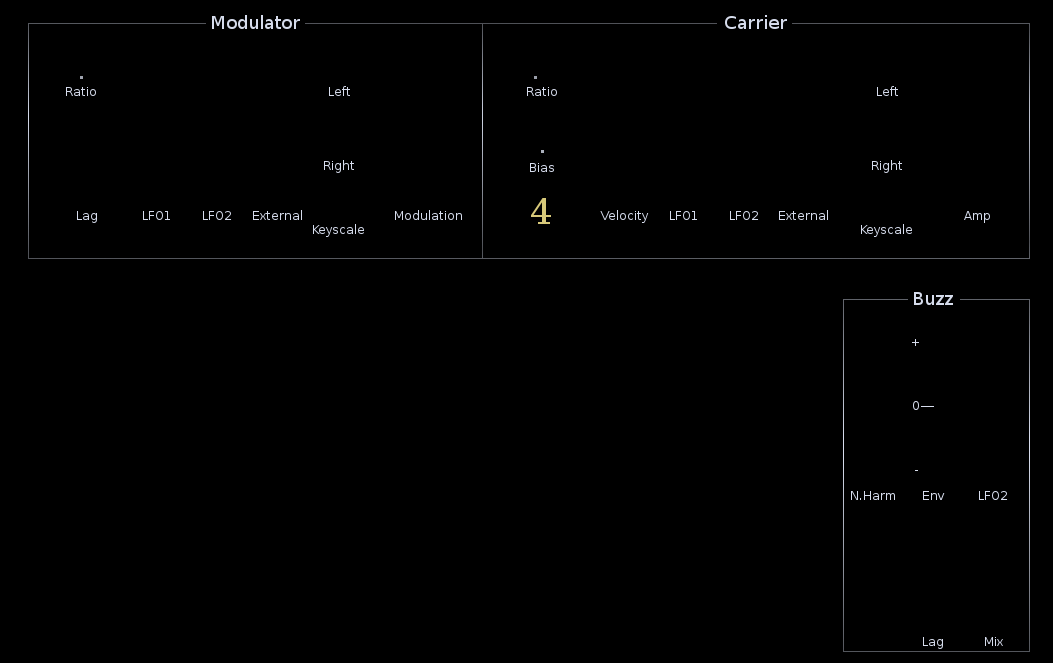 Modulator Carrier
. .
Ratio Left Ratio Left
.
Right Bias Right
4
Lag LFO1 LFO2 External Modulation Velocity LFO1 LFO2 External Amp
Keyscale Keyscale
Buzz
+
0—
-
N.Harm Env LFO2
Lag Mix